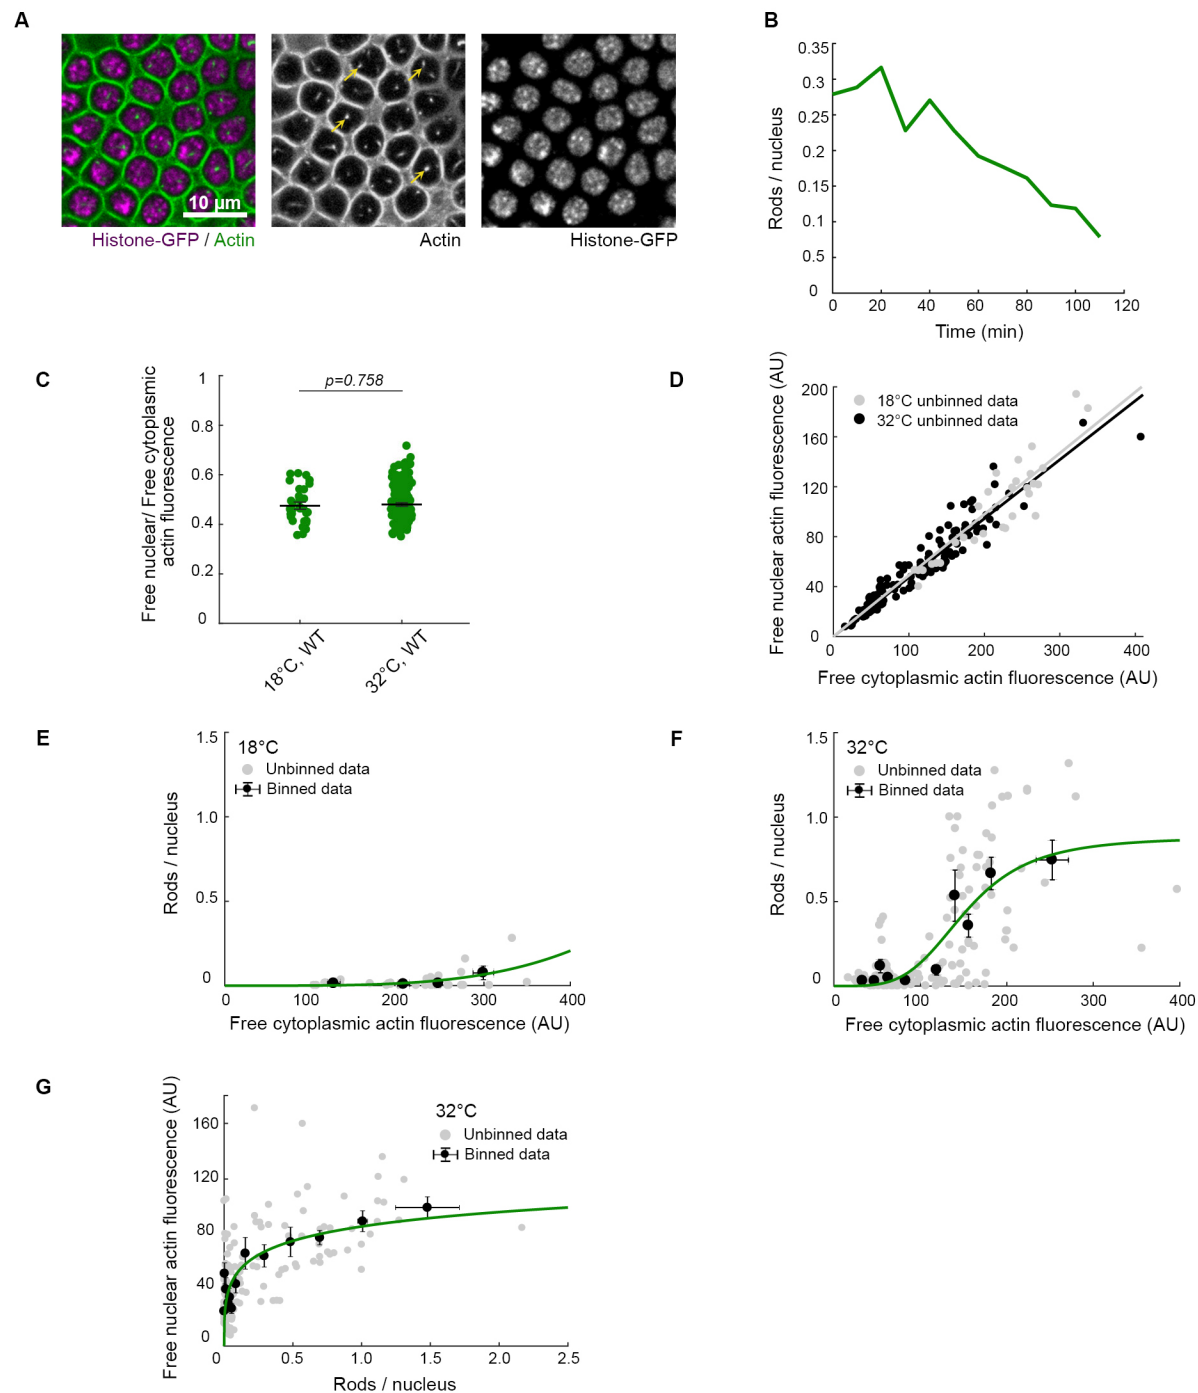 A
10 µm
Histone-GFP / Actin
Actin
Histone-GFP
B
Rods / nucleus
0.35
0.3
0.25
0.2
0.15
0.1
0.5
0
0 20 40 60 80 100 120
Time (min)
C
Free nuclear/ Free cytoplasmic
actin fluorescence
1
0.8
0.6
0.4
0.2
0
p=0.758
18°C, WT
32°C, WT
D
Free nuclear actin fluorescence (AU)
200
160
120
80
40
0
18°C unbinned data
32°C unbinned data
0 100 200 300 400
Free cytoplasmic actin fluorescence (AU)
E
Rods / nucleus
1.5
1.0
0.5
0
18°C
Unbinned data
Binned data
0 100 200 300 400
Free cytoplasmic actin fluorescence (AU)
F
Rods / nucleus
1.5
1.0
0.5
0
32°C
Unbinned data
Binned data
0 100 200 300 400
Free cytoplasmic actin fluorescence (AU)
G
Free nuclear actin fluorescence (AU)
160
120
80
40
0
32°C
Unbinned data
Binned data
0 0.5 1.0 1.5 2.0 2.5
Rods / nucleus